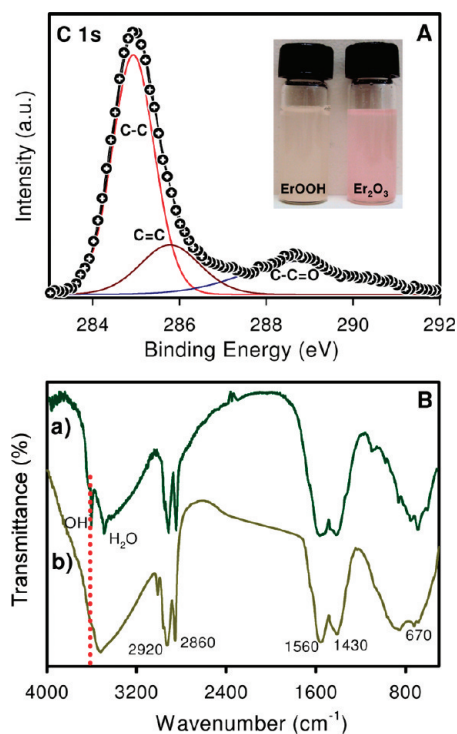 C 1s
A
Intensity (a.u.)
C-C
C=C
C-C=O
ErOOH
Er₂O₃
284 286 288 290 292
Binding Energy (eV)
B
a)
Transmittance (%)
OH
H₂O
b)
2920
2860
1560
1430
670
4000 3200 2400 1600 800
Wavenumber (cm⁻¹)